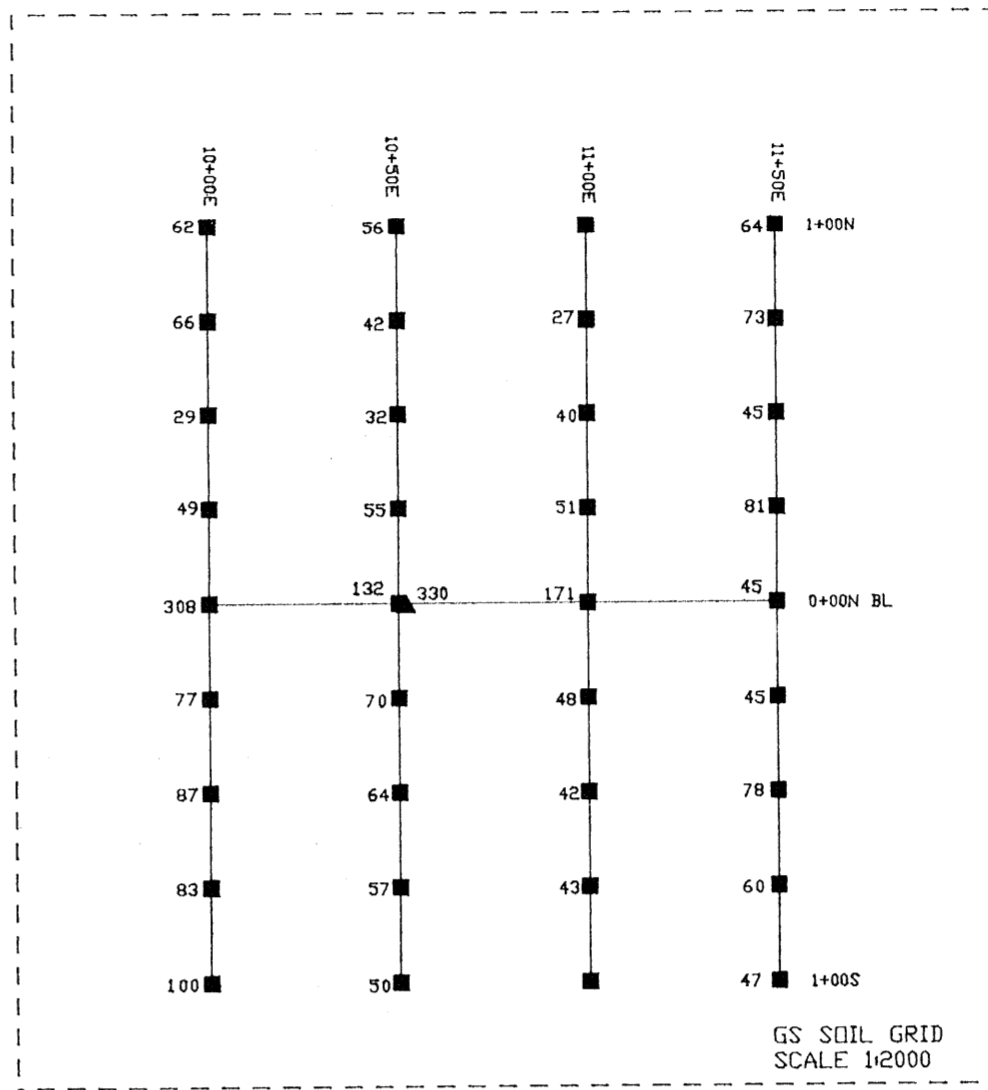 10+00E
10+50E
11+00E
11+50E
62 56 64 1+00N
66 42 27 73
29 32 40 45
49 55 51 81
308 132 330 171 45 0+00N BL
77 70 48 45
87 64 42 78
83 57 43 60
100 50 47 1+00S
GS SOIL GRID
SCALE 1:2000